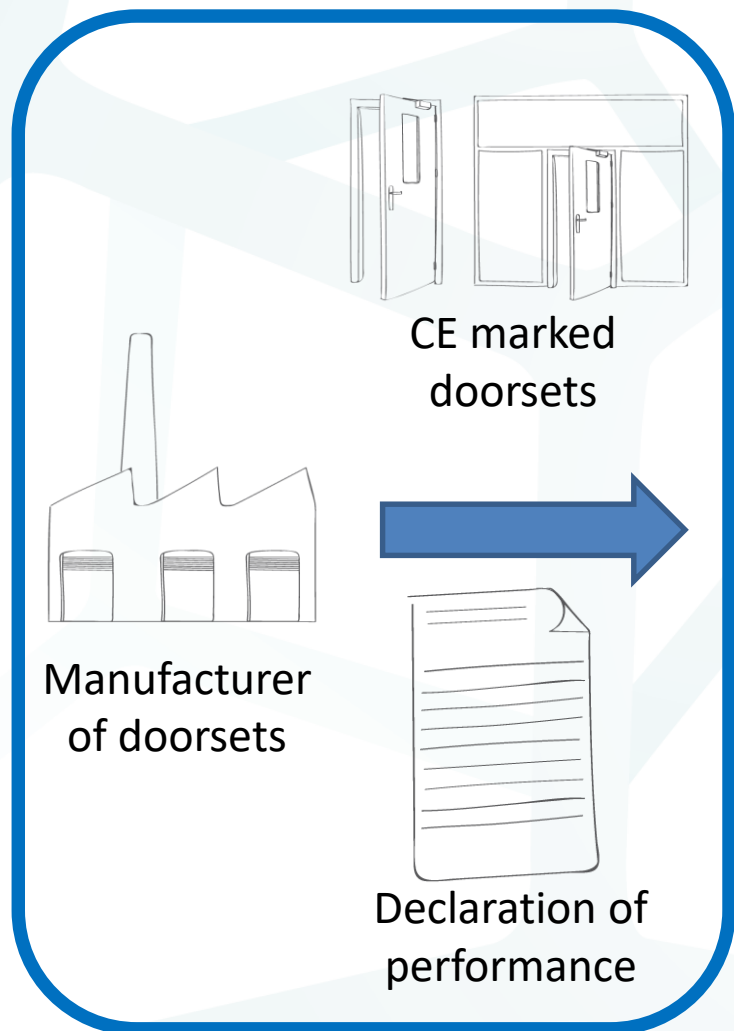 CE marked
doorsets
Manufacturer
of doorsets
Declaration of
performance